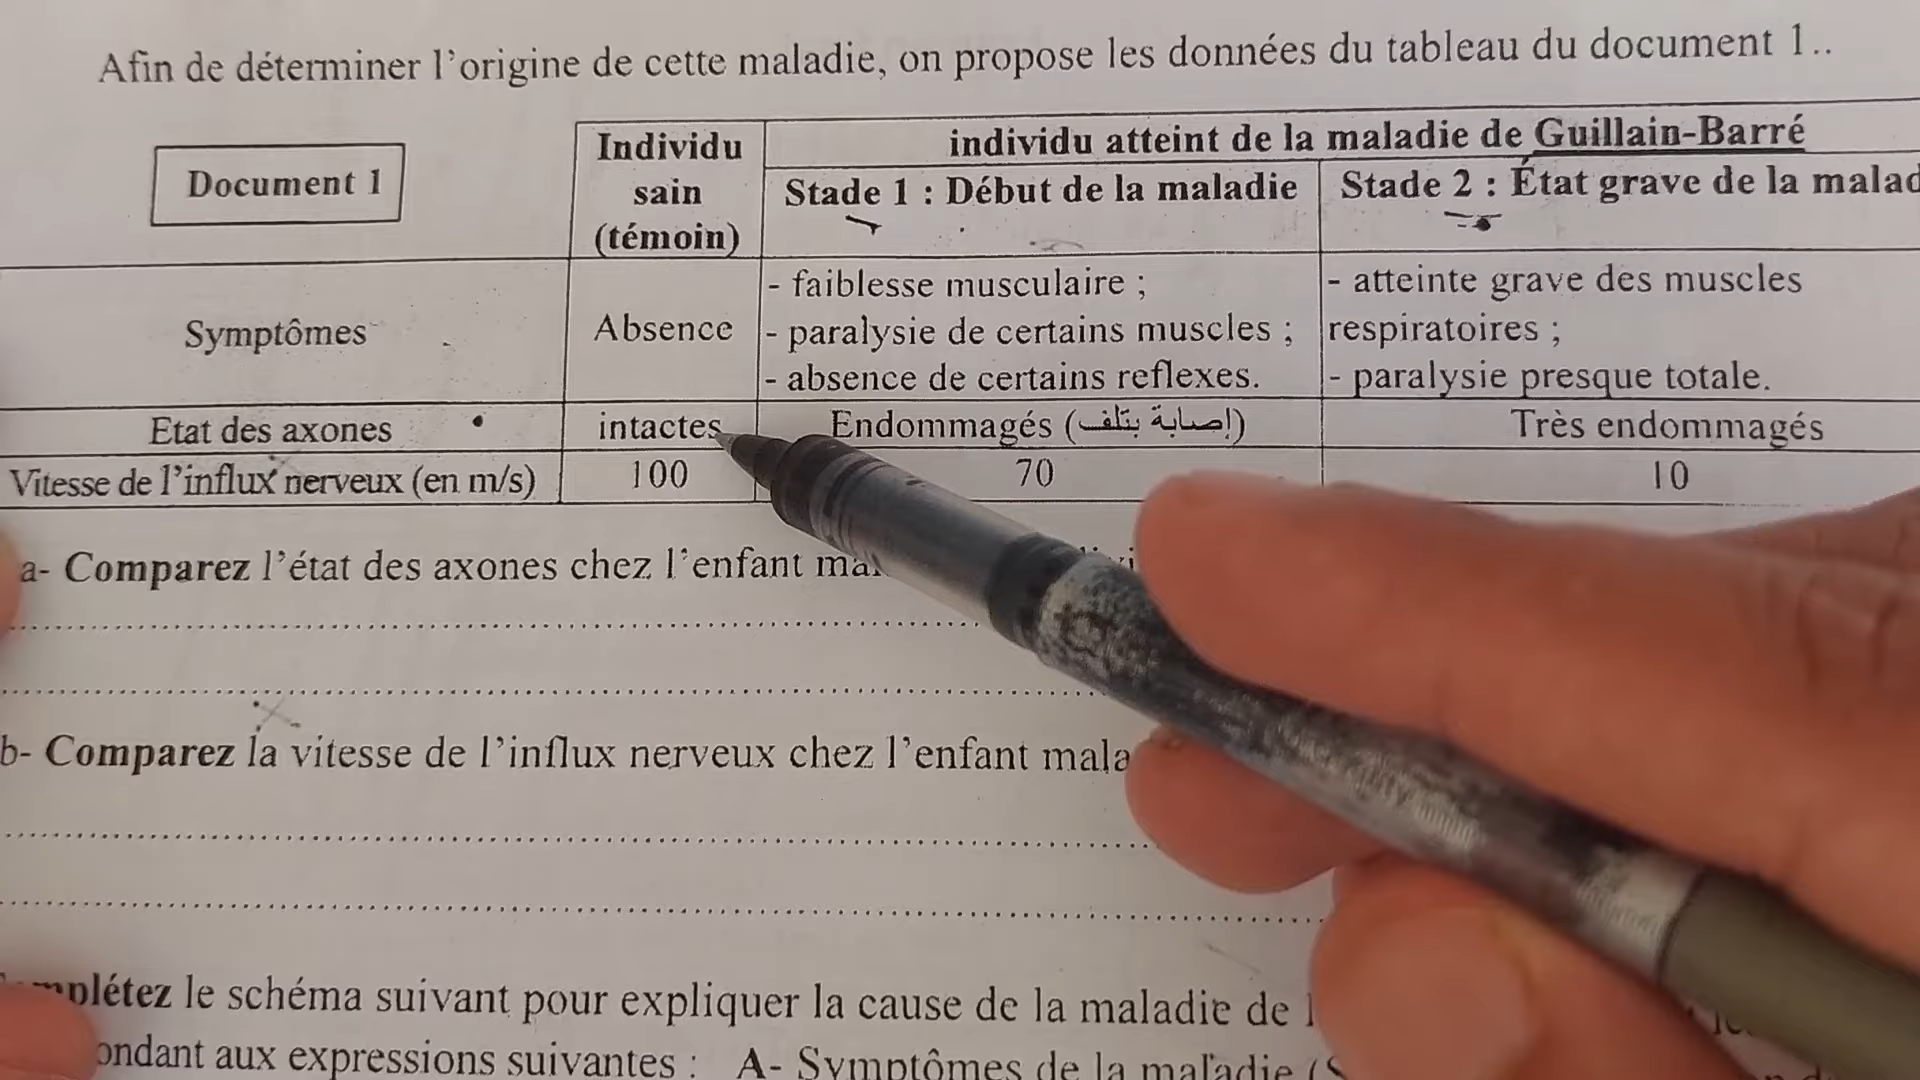 Afin de déterminer l'origine de cette maladie, on propose les données du tableau du document 1..
Document 1
Individu sain (témoin)
individu atteint de la maladie de Guillain-Barré
Stade 1 : Début de la maladie
Stade 2 : État grave de la malad
Symptômes
Absence
- faiblesse musculaire ;
- paralysie de certains muscles ;
- absence de certains reflexes.
- atteinte grave des muscles
respiratoires ;
- paralysie presque totale.
Etat des axones
intactes
Endommagés (إصابة بتلف)
Très endommagés
Vitesse de l'influx nerveux (en m/s)
100
70
10
a- Comparez l'état des axones chez l'enfant
b- Comparez la vitesse de l'influx nerveux chez l'enfant mala
plétez le schéma suivant pour expliquer la cause de la maladie de
ondant aux expressions suivantes : A- Symptômes de la maladie (